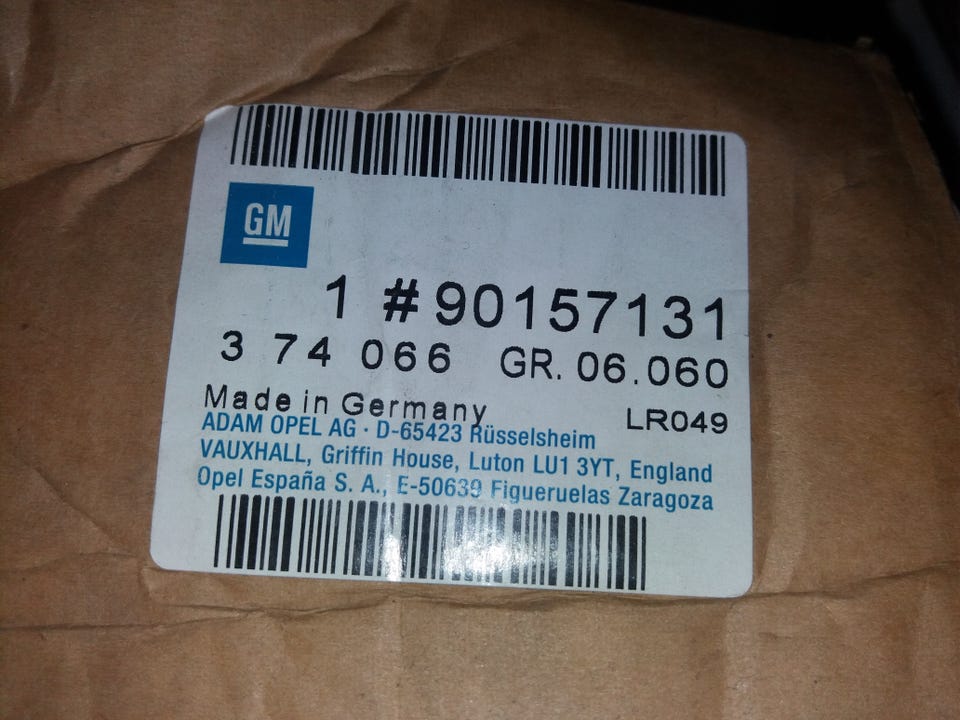 GM
1 #90157131
3 74 066 GR. 06.060
Made in Germany LR049
ADAM OPEL AG · D-65423 Rüsselsheim
VAUXHALL, Griffin House, Luton LU1 3YT, England
Opel España S. A., E-50639 Figueruelas Zaragoza